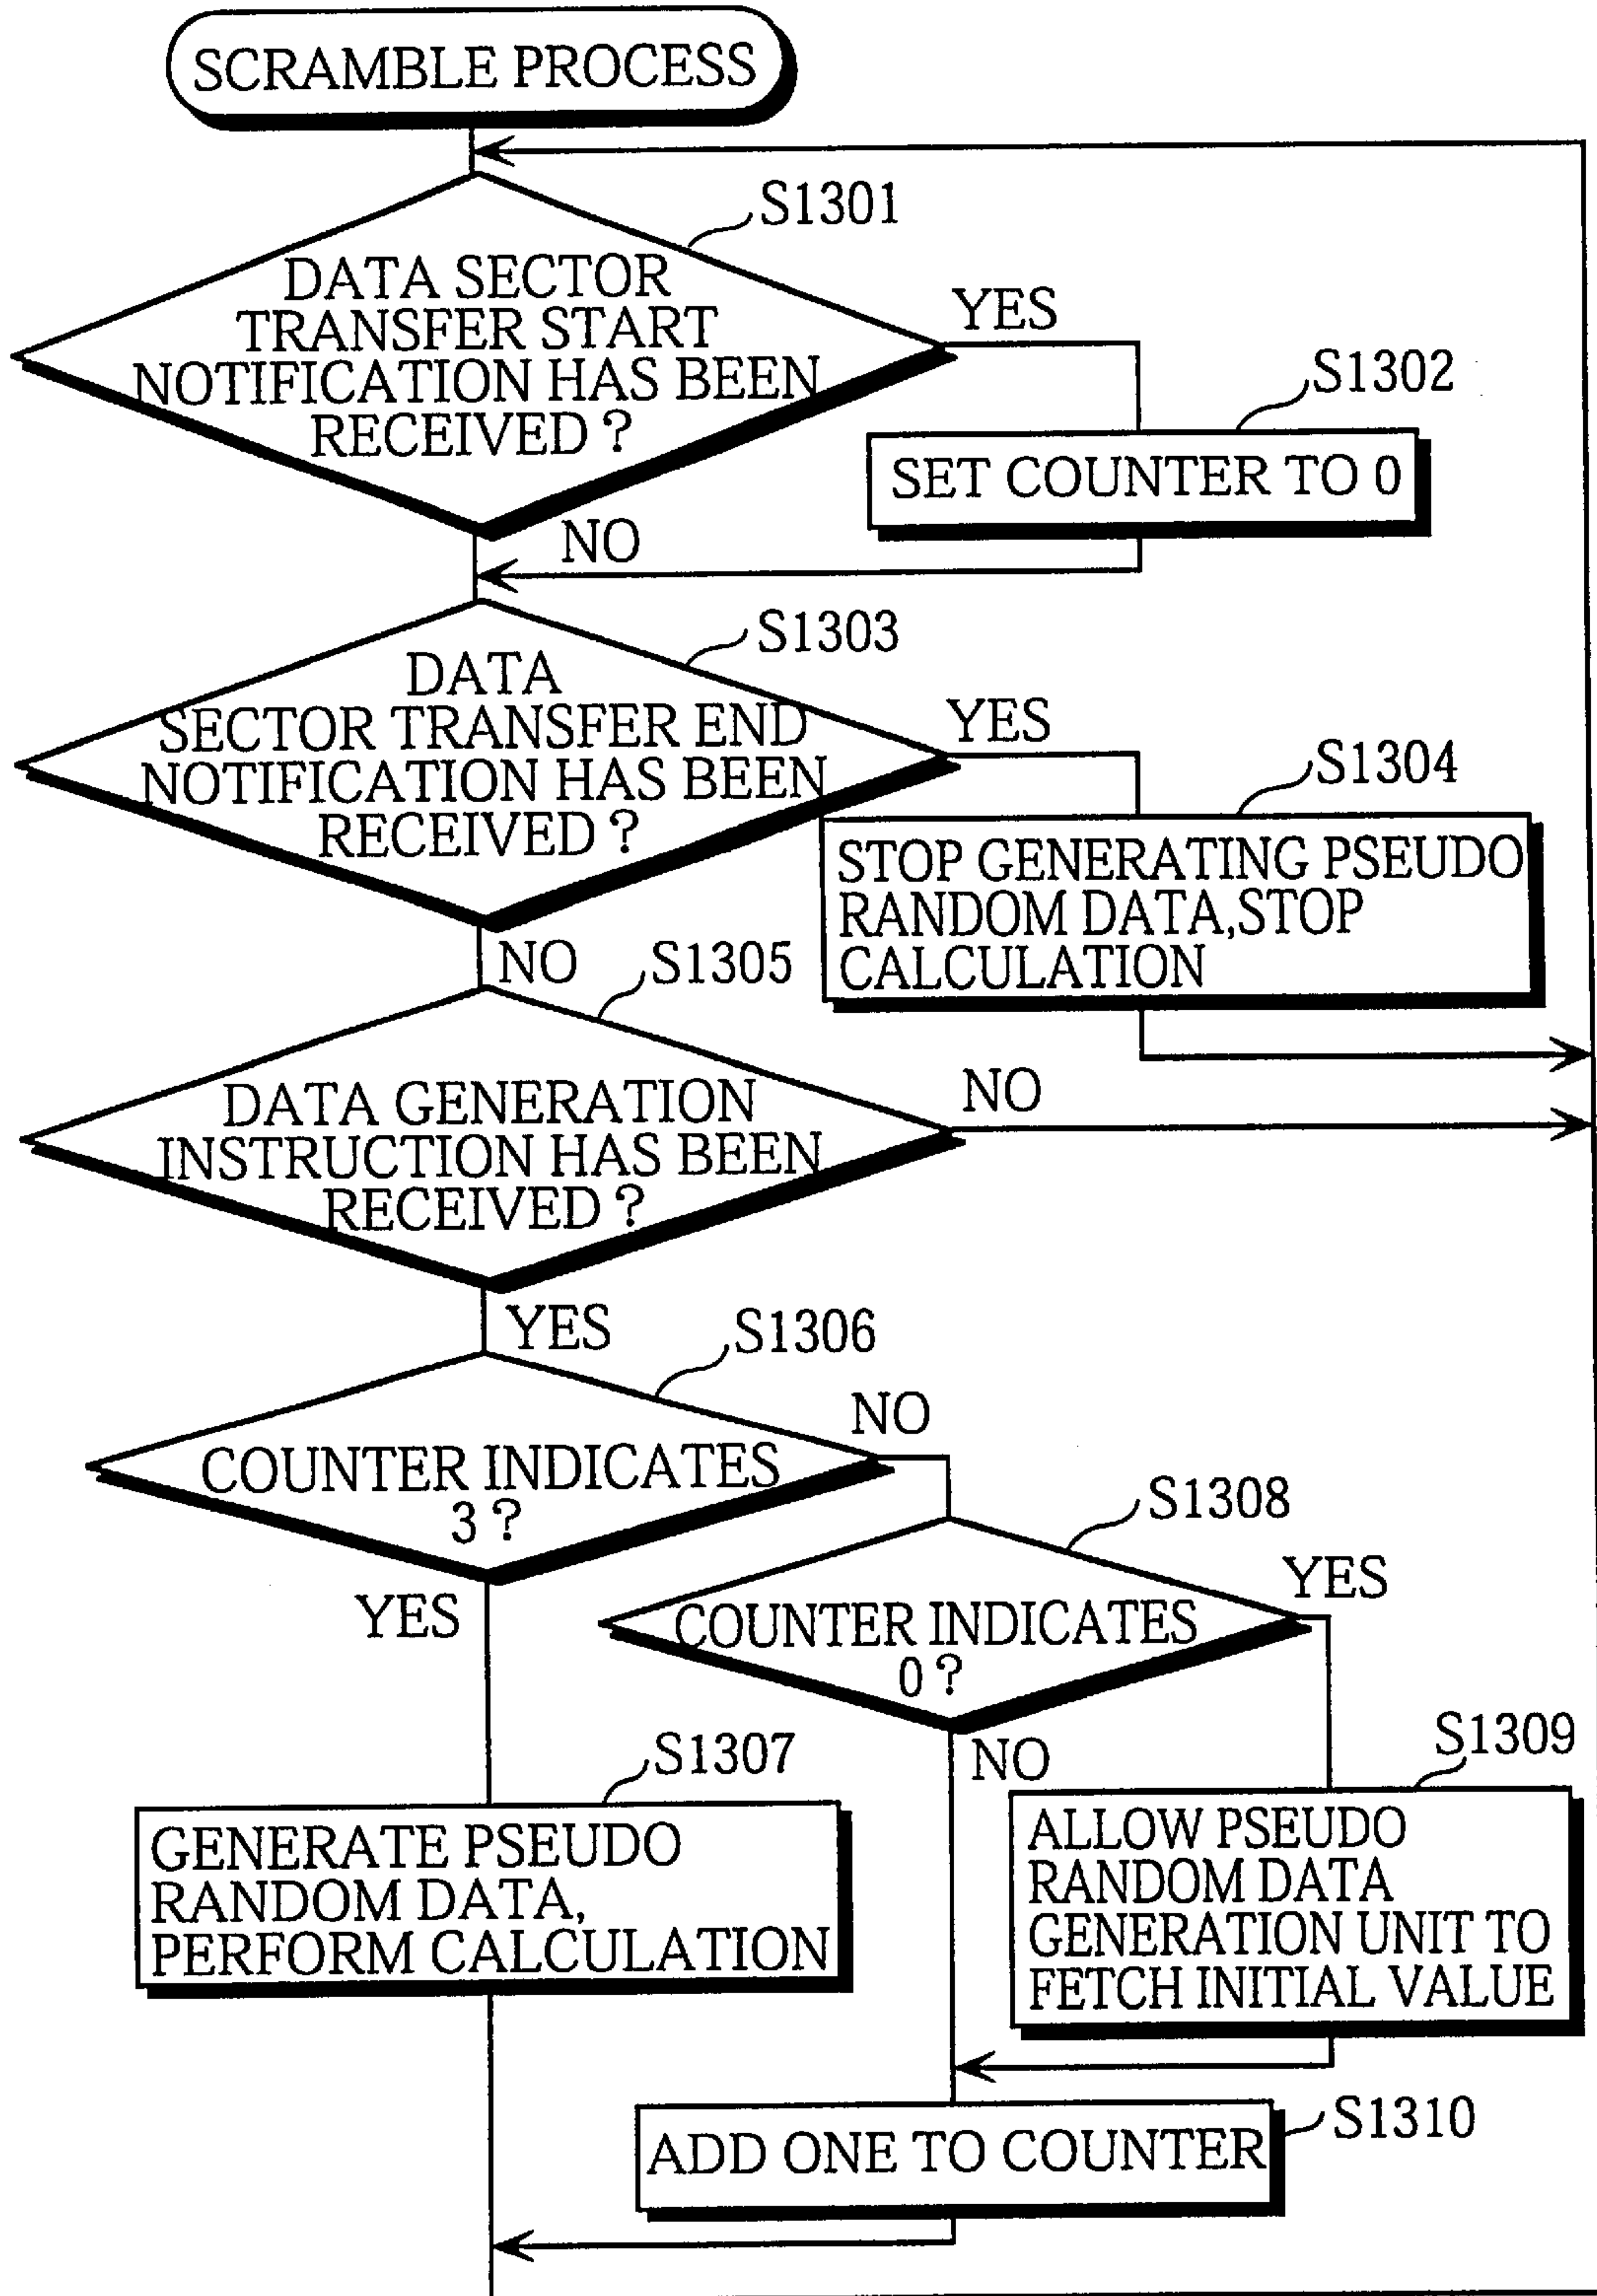 SCRAMBLE PROCESS
S1301
DATA SECTOR
TRANSFER START
NOTIFICATION HAS BEEN
RECEIVED ?
YES
S1302
SET COUNTER TO 0
NO
S1303
DATA
SECTOR TRANSFER END
NOTIFICATION HAS BEEN
RECEIVED ?
YES
S1304
STOP GENERATING PSEUDO
RANDOM DATA,STOP
CALCULATION
NO
S1305
DATA GENERATION
INSTRUCTION HAS BEEN
RECEIVED ?
NO
YES
S1306
COUNTER INDICATES
3 ?
NO
S1308
YES
COUNTER INDICATES
0 ?
YES
NO
S1307
GENERATE PSEUDO
RANDOM DATA,
PERFORM CALCULATION
S1309
ALLOW PSEUDO
RANDOM DATA
GENERATION UNIT TO
FETCH INITIAL VALUE
S1310
ADD ONE TO COUNTER